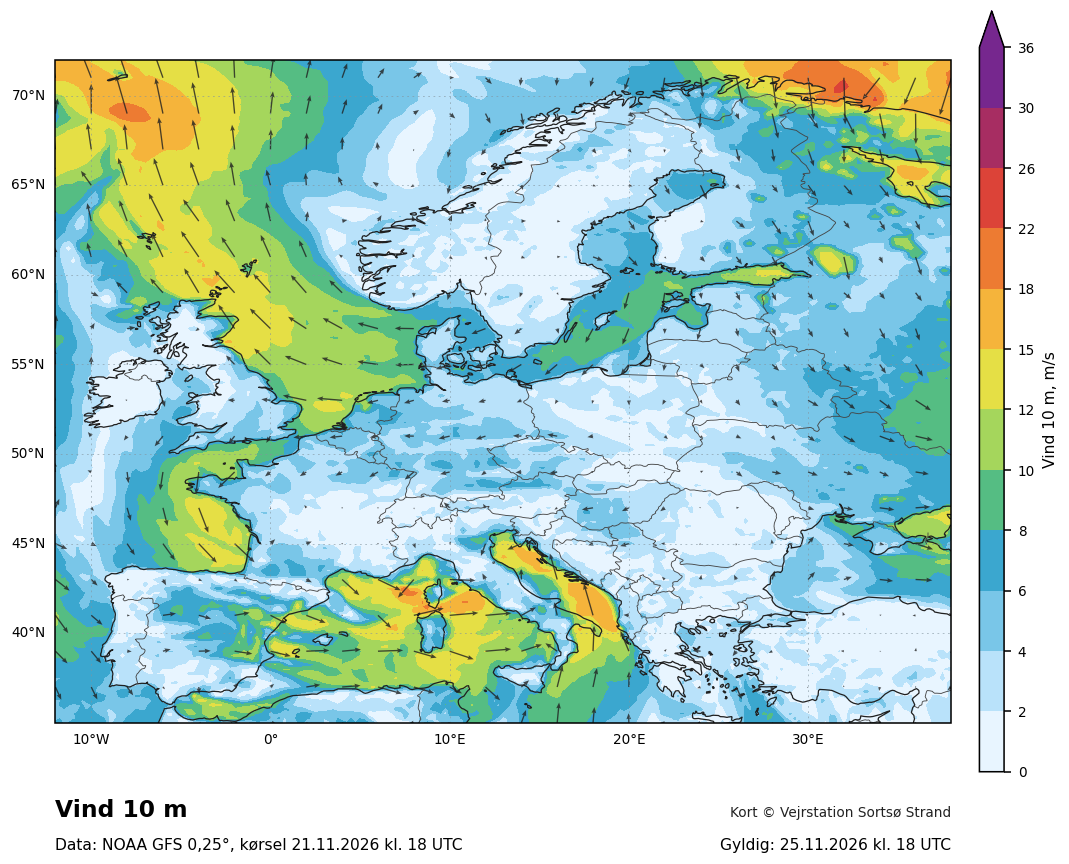 70°N
65°N
60°N
55°N
50°N
45°N
40°N
10°W
0°
10°E
20°E
30°E
36
30
26
22
18
15
12
10
8
6
4
2
0
Vind 10 m, m/s
Vind 10 m
Kort © Vejrstation Sortsø Strand
Data: NOAA GFS 0,25°, kørsel 21.11.2026 kl. 18 UTC
Gyldig: 25.11.2026 kl. 18 UTC